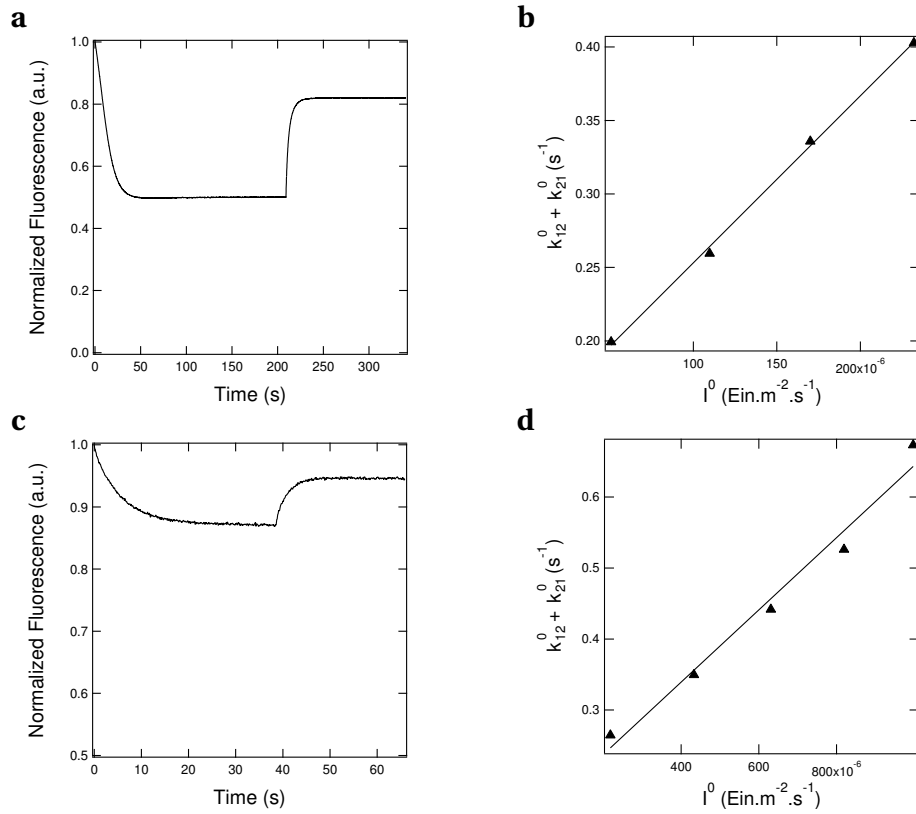 a
Normalized Fluorescence (a.u.)
1.0
0.8
0.6
0.4
0.2
0.0
0 50 100 150 200 250 300
Time (s)
b
k⁰₁₂ + k⁰₂₁ (s⁻¹)
0.40
0.35
0.30
0.25
0.20
100 150 200x10⁻⁶
I⁰ (Ein.m⁻².s⁻¹)
c
Normalized Fluorescence (a.u.)
1.0
0.9
0.8
0.7
0.6
0.5
0 10 20 30 40 50 60
Time (s)
d
k⁰₁₂ + k⁰₂₁ (s⁻¹)
0.6
0.5
0.4
0.3
400 600 800x10⁻⁶
I⁰ (Ein.m⁻².s⁻¹)